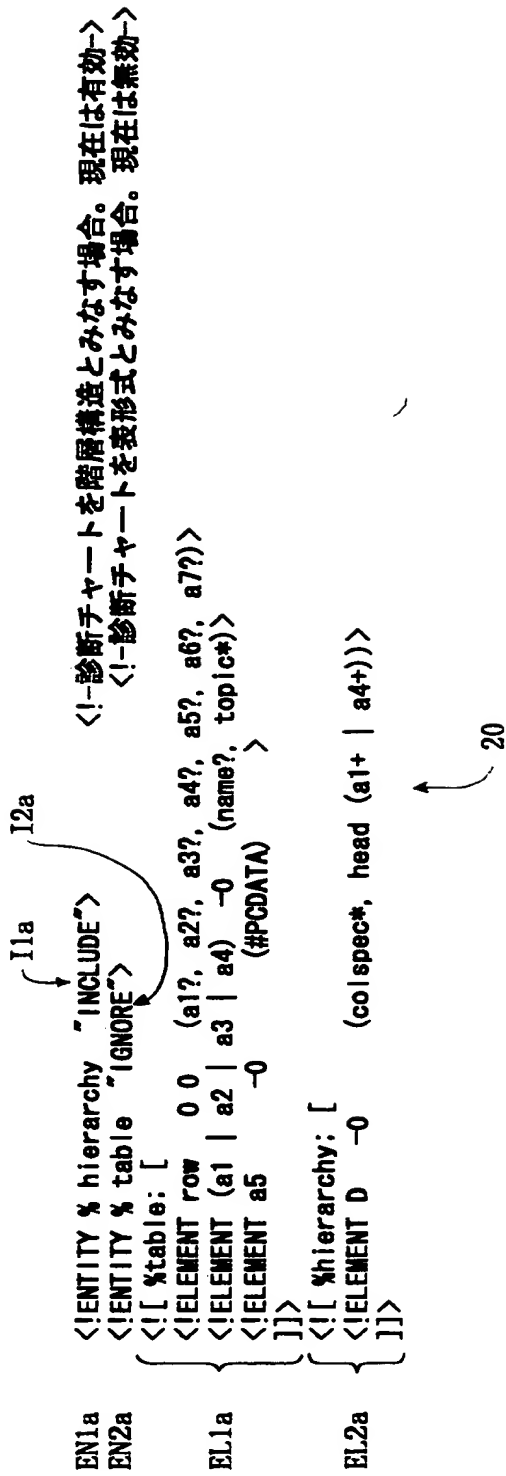 I1a
I2a
EN1a <!ENTITY % hierarchy "INCLUDE"> <!-診断チャートを階層構造とみなす場合。現在は有効->
EN2a <!ENTITY % table "IGNORE"> <!-診断チャートを表形式とみなす場合。現在は無効->
<![ %table; [
<!ELEMENT row 0 0 (a1?, a2?, a3?, a4?, a5?, a6?, a7?)>
EL1a <!ELEMENT (a1 | a2 | a3 | a4) -0 (name?, topic*)>
<!ELEMENT a5 -0 (#PCDATA) >
]]>
<![ %hierarchy; [
EL2a <!ELEMENT D -0 (colspec*, head (a1+ | a4+))>
]]>
20